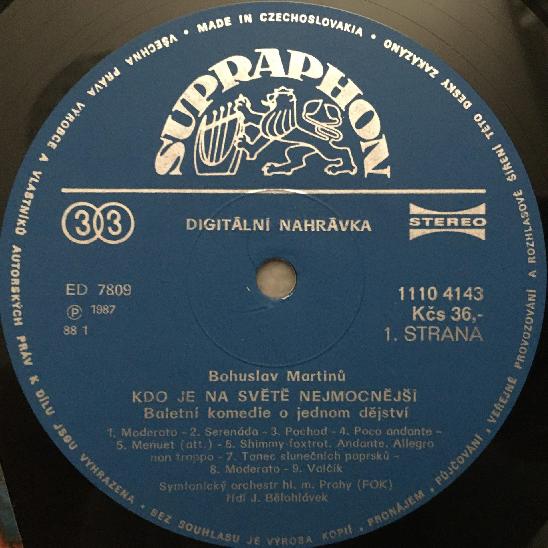 SUPRAPHON
33
DIGITÁLNÍ NAHRÁVKA
STEREO
ED 7809
Ⓟ 1987
88 1
1110 4143
Kčs 36,-
1. STRANA
Bohuslav Martinů
KDO JE NA SVĚTĚ NEJMOCNĚJŠÍ
Baletní komedie o jednom dějství
1. Moderato – 2. Serenáda – 3. Pochod – 4. Poco andante –
5. Menuet (att.) – 6. Shimmy-foxtrot. Andante. Allegro
non troppo – 7. Tanec slunečních paprsků –
8. Moderato – 9. Valčík
Symfonický orchestr hl. m. Prahy (FOK)
řídí J. Bělohlávek
VŠECHNA PRÁVA VÝROBCE A VLASTNÍKŮ AUTORSKÝCH PRÁV K DÍLU JSOU VYHRAZENA • BEZ SOUHLASU JE VÝROBA KOPIÍ, PRONÁJEM, PŮJČOVÁNÍ, VEŘEJNÉ PROVOZOVÁNÍ A ROZHLASOVÉ ŠÍŘENÍ TÉTO DESKY ZAKÁZÁNO • MADE IN CZECHOSLOVAKIA •